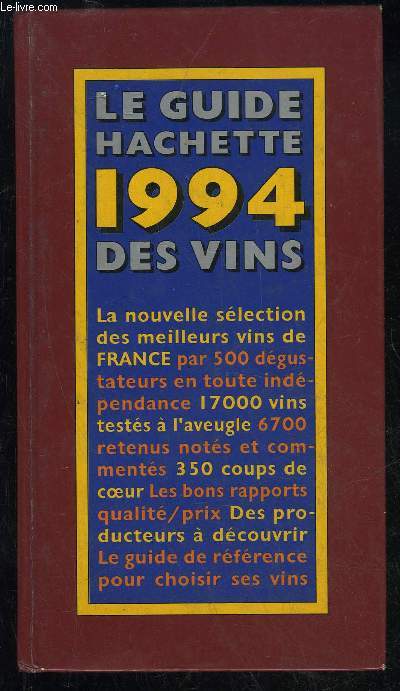 Le-livre.com
LE GUIDE
HACHETTE
1994
DES VINS
La nouvelle sélection
des meilleurs vins de
FRANCE par 500 dégus-
tateurs en toute indé-
pendance 17000 vins
testés à l'aveugle 6700
retenus notés et com-
mentés 350 coups de
cœur Les bons rapports
qualité/prix Des pro-
ducteurs à découvrir
Le guide de référence
pour choisir ses vins